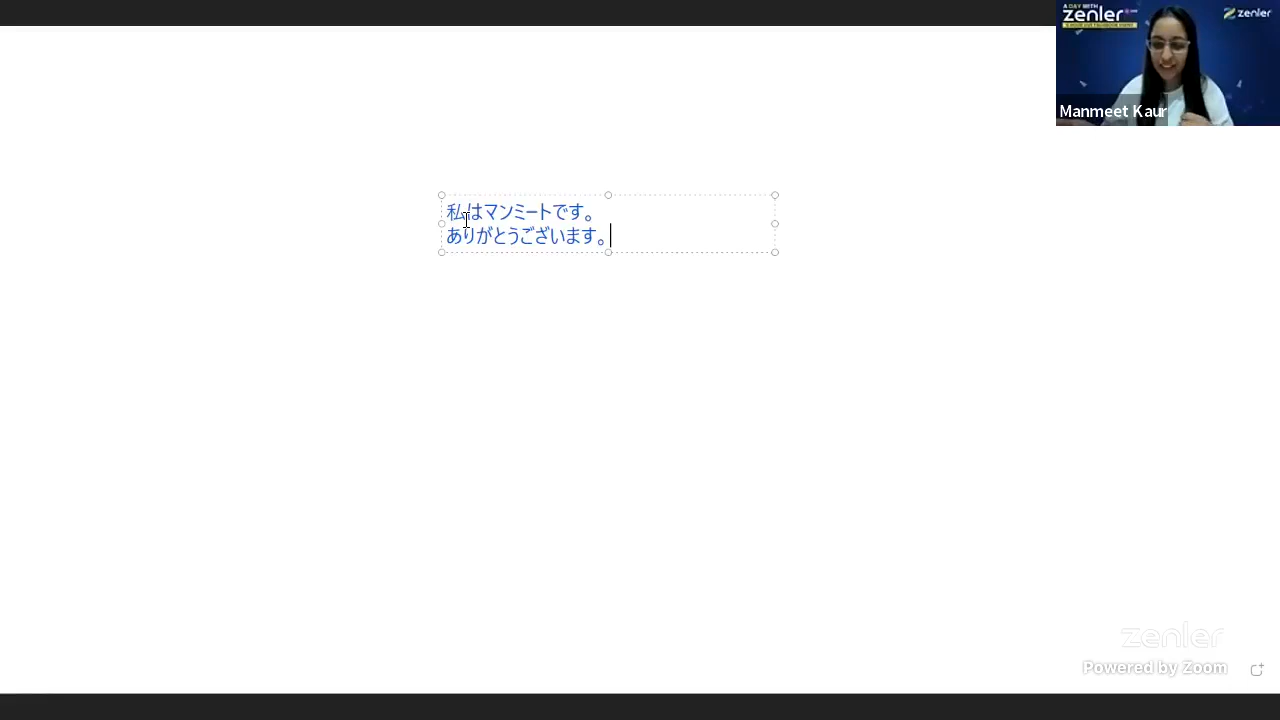 A DAY WITH
zenler
zenler
Manmeet Kaur
私はマンミートです。
ありがとうございます。
zenler
Powered by Zoom